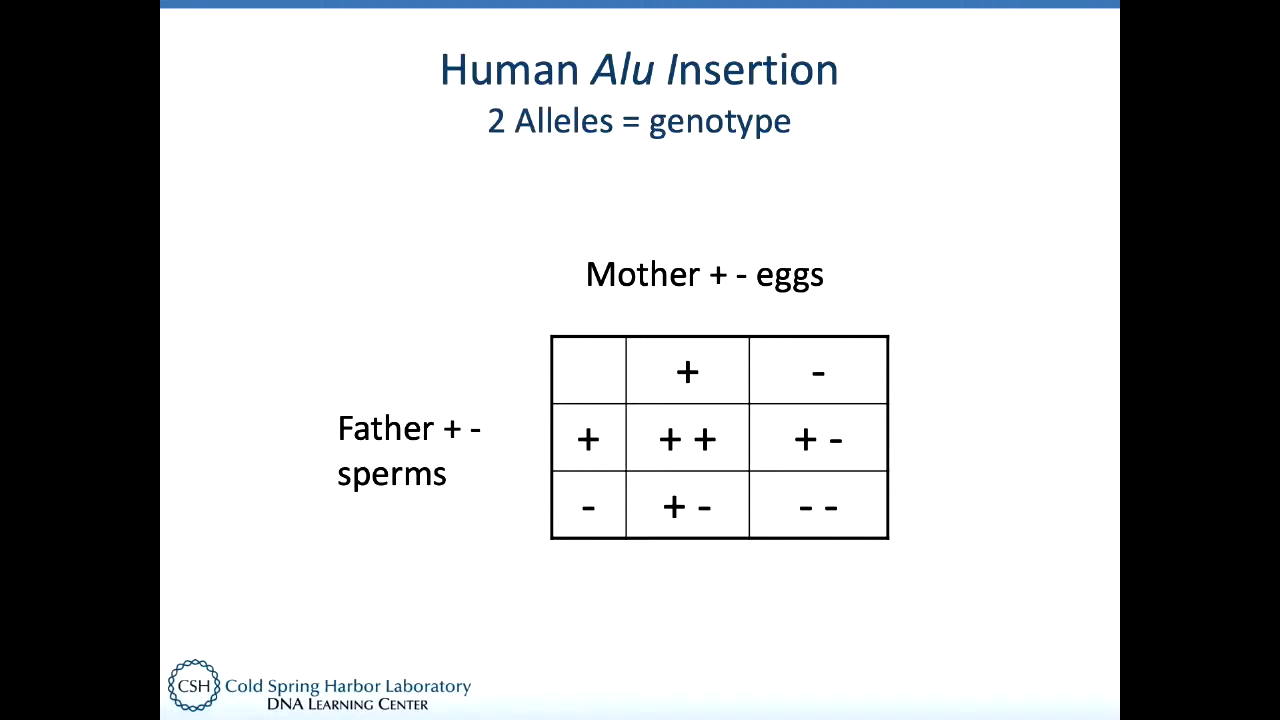 Human Alu Insertion
2 Alleles = genotype
Mother + - eggs
+ -
Father + -
sperms
+ + + + -
- + - - -
CSH Cold Spring Harbor Laboratory
DNA LEARNING CENTER